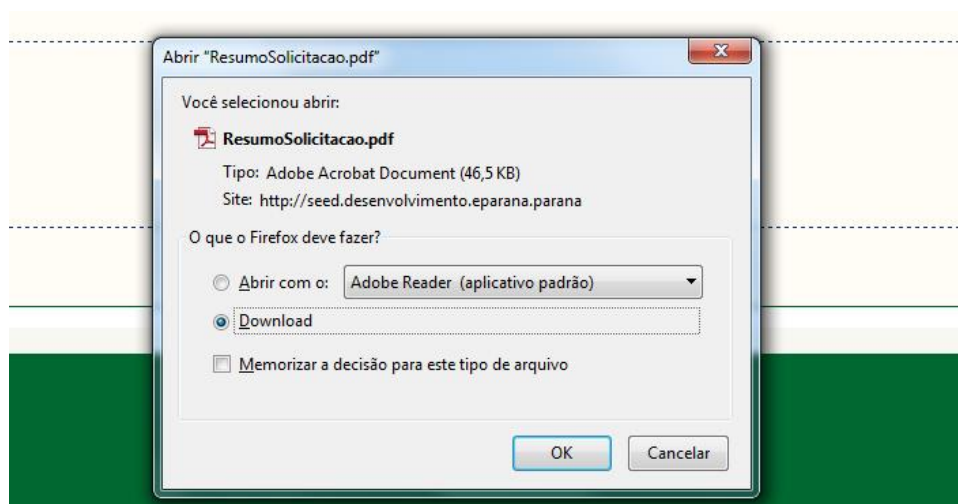 Abrir "ResumoSolicitacao.pdf"
Você selecionou abrir:
ResumoSolicitacao.pdf
Tipo: Adobe Acrobat Document (46,5 KB)
Site: http://seed.desenvolvimento.eparana.parana
O que o Firefox deve fazer?
Abrir com o: Adobe Reader (aplicativo padrão)
Download
Memorizar a decisão para este tipo de arquivo
OK Cancelar